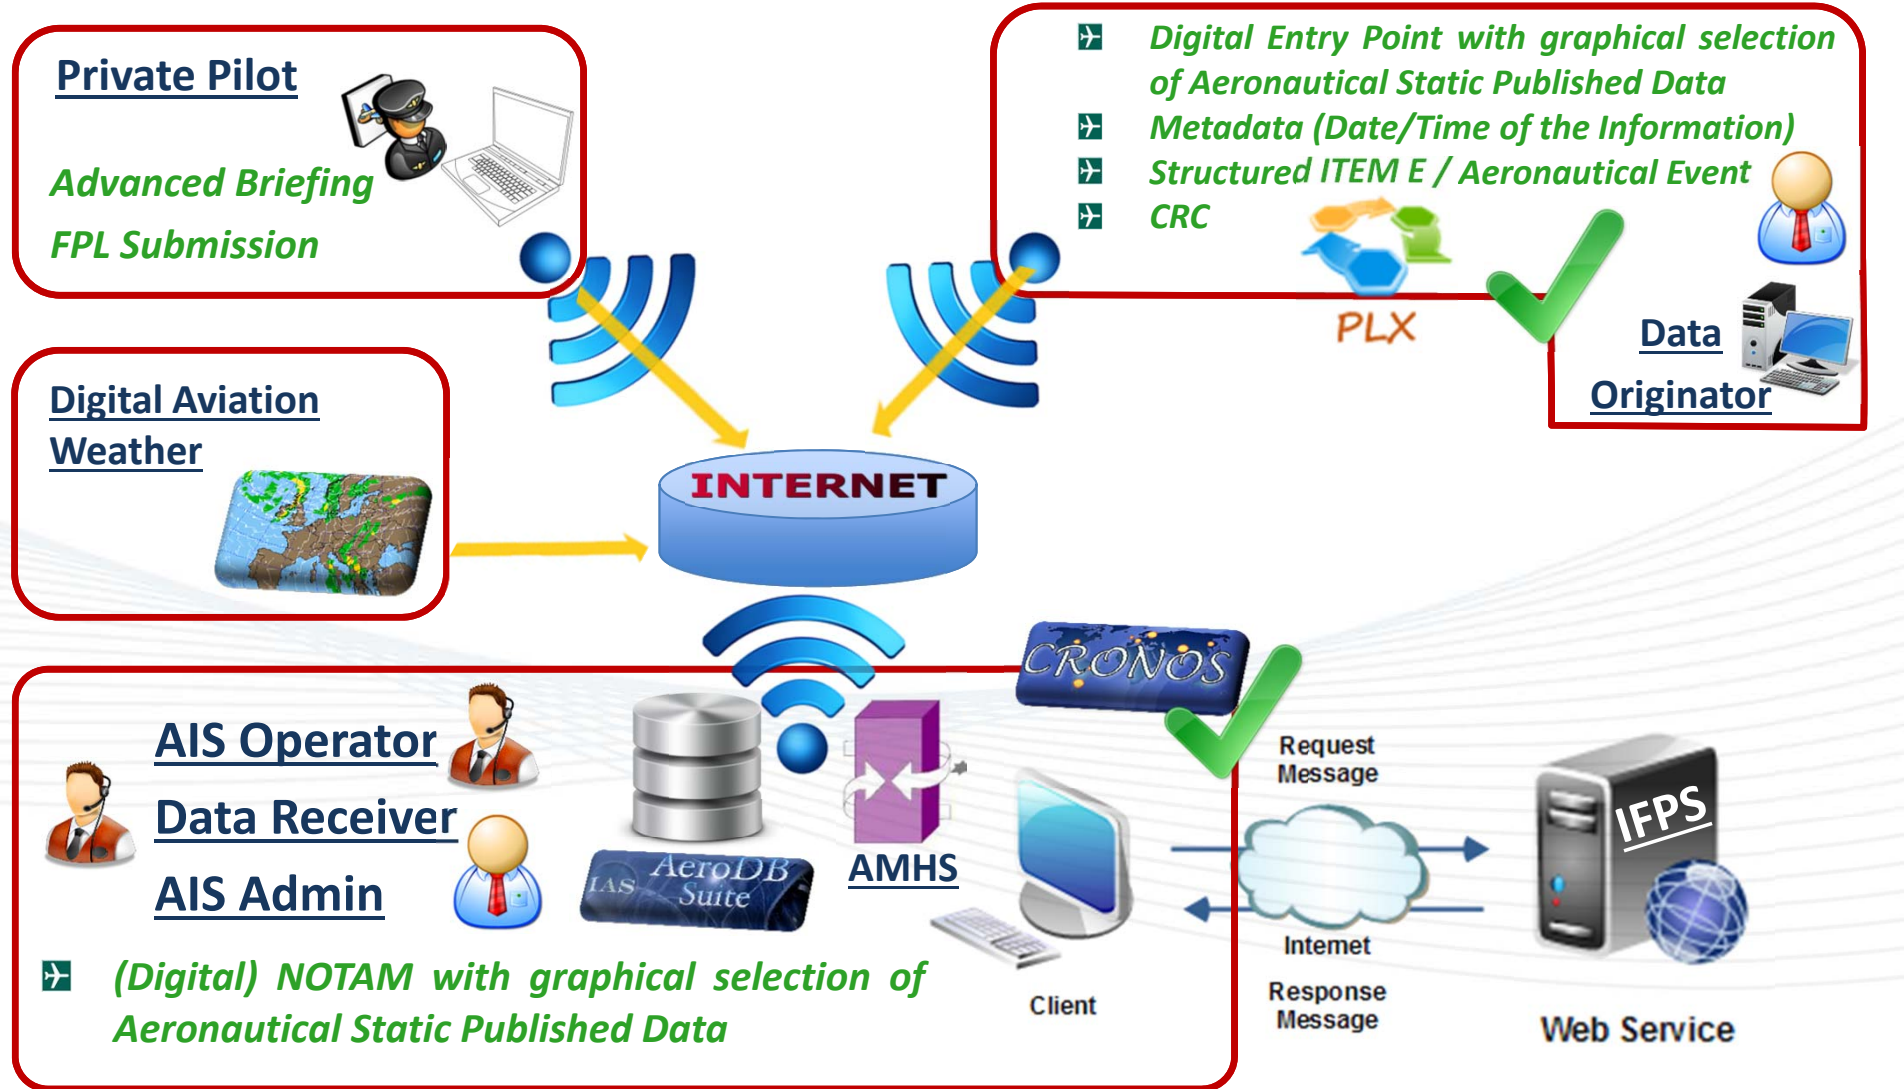 Private Pilot
Advanced Briefing
FPL Submission
Digital Entry Point with graphical selection
of Aeronautical Static Published Data
Metadata (Date/Time of the Information)
Structured ITEM E / Aeronautical Event
CRC
PLX
Data
Originator
Digital Aviation
Weather
INTERNET
CRONOS
AIS Operator
Data Receiver
AIS Admin
IAS
AeroDB
Suite
AMHS
Client
Request
Message
Internet
Response
Message
IFPS
Web Service
(Digital) NOTAM with graphical selection of
Aeronautical Static Published Data